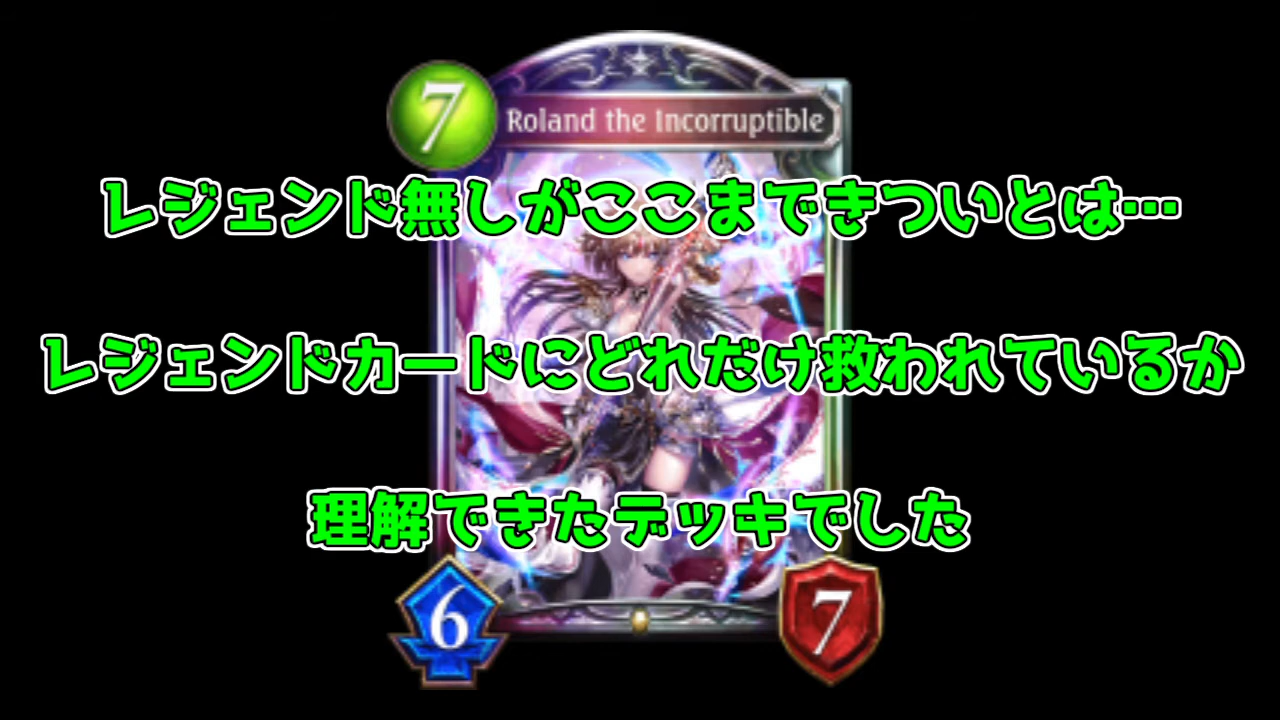 7
Roland the Incorruptible
レジェンド無しがここまできついとは…
レジェンドカードにどれだけ救われているか
理解できたデッキでした
6
7